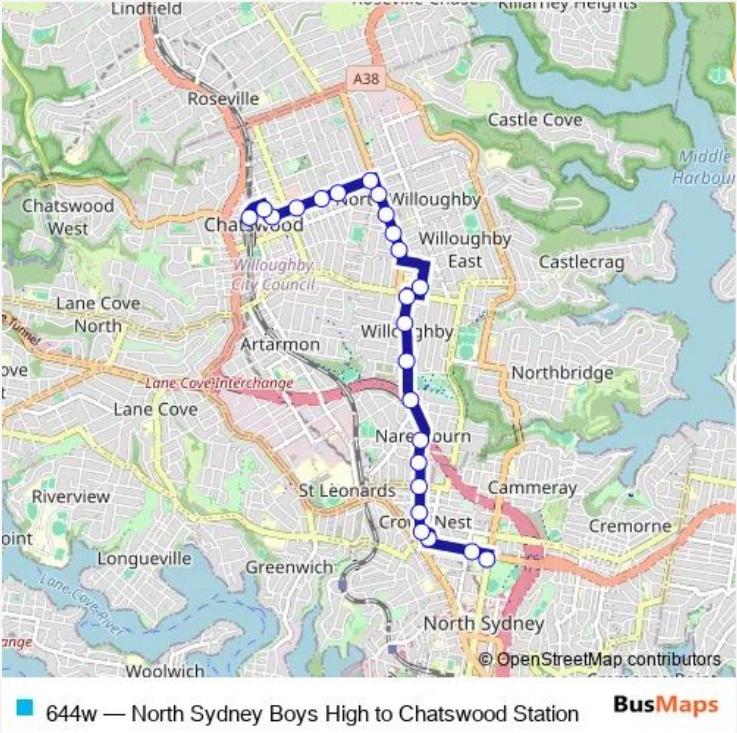 Lindfield
Killarney Heights
A38
Roseville
Castle Cove
Middle
Harbour
Chatswood
West
North Willoughby
Chatswood
Willoughby
East
Castlecrag
Willoughby
City Council
Lane Cove
North
Willoughby
Artarmon
Northbridge
Lane Cove Interchange
Lane Cove
Naremburn
St Leonards
Cammeray
Riverview
Crows Nest
Cremorne
Longueville
Greenwich
Lane Cove River
North Sydney
Woolwich
© OpenStreetMap contributors
644w — North Sydney Boys High to Chatswood Station
BusMaps